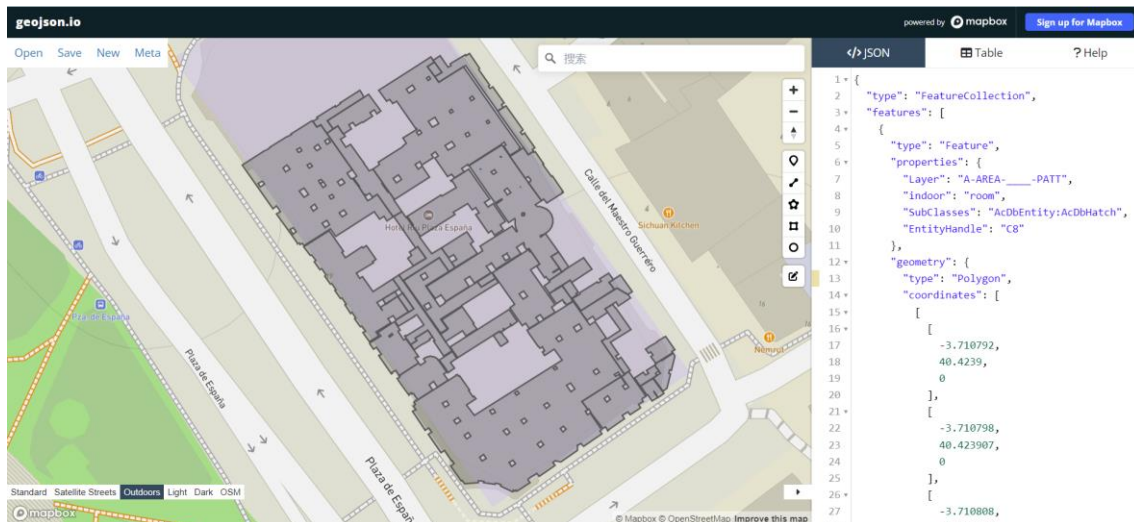 geojson.io
powered by mapbox
Sign up for Mapbox
Open Save New Meta
搜索
</>JSON
Table
? Help
Hotel Riu Plaza España
Calle del Maestro Guerrero
Sichuan Kitchen
16
Plaza de España
Plaza de España
Standard Satellite Streets Outdoors Light Dark OSM
mapbox
© Mapbox © OpenStreetMap Improve this map
1 {
2 "type": "FeatureCollection",
3 "features": [
4 {
5 "type": "Feature",
6 "properties": {
7 "Layer": "A-AREA-____-PATT",
8 "indoor": "room",
9 "SubClasses": "AcDbEntity:AcDbHatch",
10 "EntityHandle": "C8"
11 },
12 "geometry": {
13 "type": "Polygon",
14 "coordinates": [
15 [
16 [
17 -3.710792,
18 40.4239,
19 0
20 ],
21 [
22 -3.710798,
23 40.423907,
24 0
25 ],
26 [
27 -3.710808,